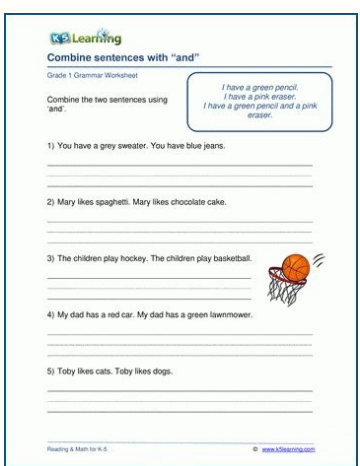 K5 Learning
Combine sentences with “and”
Grade 1 Grammar Worksheet
Combine the two sentences using
‘and’.
I have a green pencil.
I have a pink eraser.
I have a green pencil and a pink
eraser.
1) You have a grey sweater. You have blue jeans.
2) Mary likes spaghetti. Mary likes chocolate cake.
3) The children play hockey. The children play basketball.
4) My dad has a red car. My dad has a green lawnmower.
5) Toby likes cats. Toby likes dogs.
Reading & Math for K-5
© www.k5learning.com